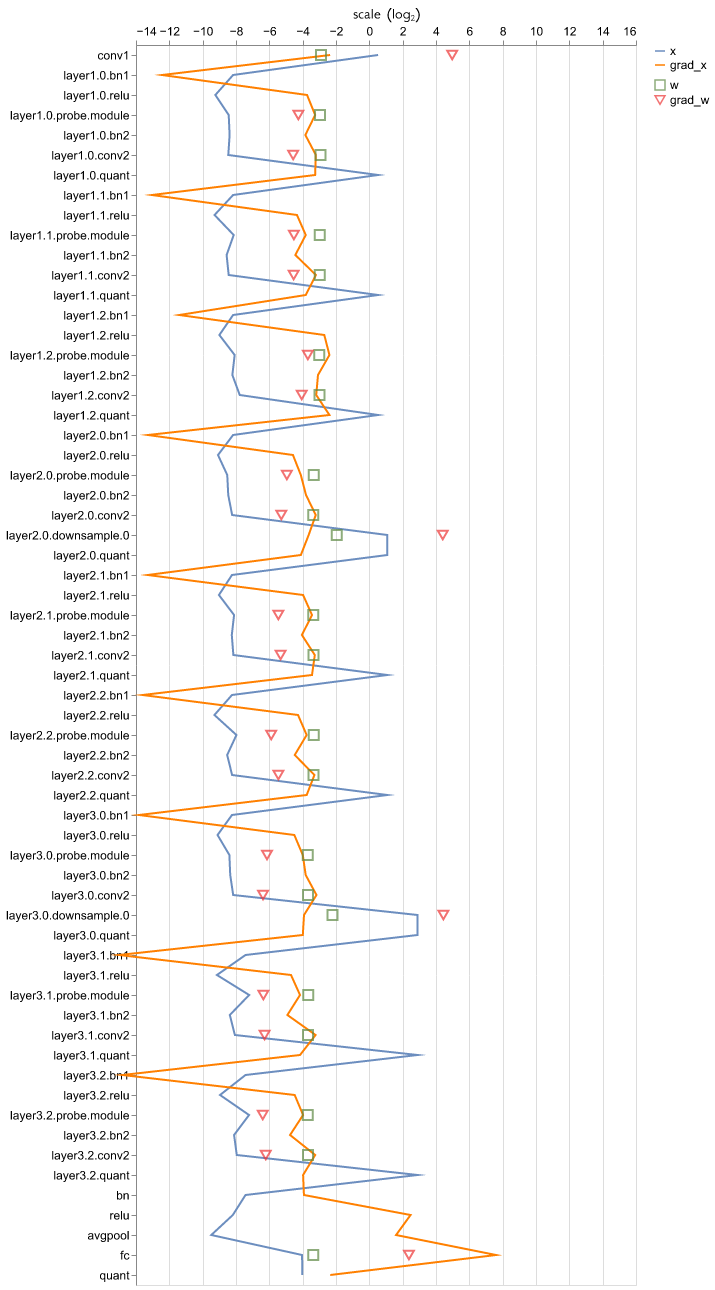 scale (log₂)
−14 −12 −10 −8 −6 −4 −2 0 2 4 6 8 10 12 14 16
conv1
layer1.0.bn1
layer1.0.relu
layer1.0.probe.module
layer1.0.bn2
layer1.0.conv2
layer1.0.quant
layer1.1.bn1
layer1.1.relu
layer1.1.probe.module
layer1.1.bn2
layer1.1.conv2
layer1.1.quant
layer1.2.bn1
layer1.2.relu
layer1.2.probe.module
layer1.2.bn2
layer1.2.conv2
layer1.2.quant
layer2.0.bn1
layer2.0.relu
layer2.0.probe.module
layer2.0.bn2
layer2.0.conv2
layer2.0.downsample.0
layer2.0.quant
layer2.1.bn1
layer2.1.relu
layer2.1.probe.module
layer2.1.bn2
layer2.1.conv2
layer2.1.quant
layer2.2.bn1
layer2.2.relu
layer2.2.probe.module
layer2.2.bn2
layer2.2.conv2
layer2.2.quant
layer3.0.bn1
layer3.0.relu
layer3.0.probe.module
layer3.0.bn2
layer3.0.conv2
layer3.0.downsample.0
layer3.0.quant
layer3.1.bn1
layer3.1.relu
layer3.1.probe.module
layer3.1.bn2
layer3.1.conv2
layer3.1.quant
layer3.2.bn1
layer3.2.relu
layer3.2.probe.module
layer3.2.bn2
layer3.2.conv2
layer3.2.quant
bn
relu
avgpool
fc
quant
x
grad_x
w
grad_w